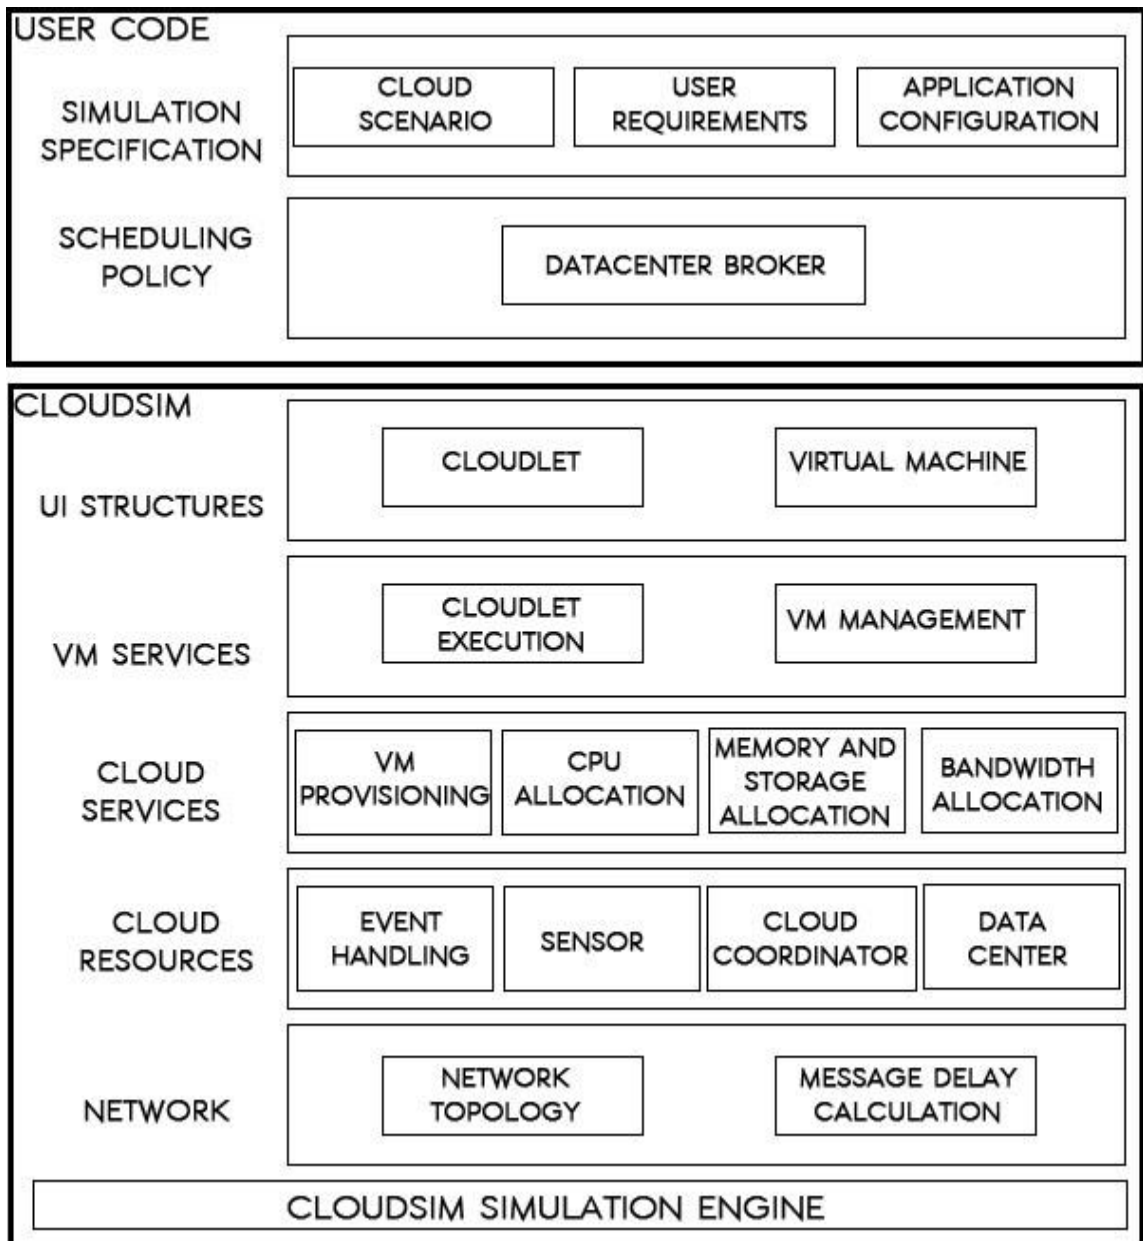 USER CODE
SIMULATION
SPECIFICATION
CLOUD
SCENARIO
USER
REQUIREMENTS
APPLICATION
CONFIGURATION
SCHEDULING
POLICY
DATACENTER BROKER
CLOUDSIM
UI STRUCTURES
CLOUDLET
VIRTUAL MACHINE
VM SERVICES
CLOUDLET
EXECUTION
VM MANAGEMENT
CLOUD
SERVICES
VM
PROVISIONING
CPU
ALLOCATION
MEMORY AND
STORAGE
ALLOCATION
BANDWIDTH
ALLOCATION
CLOUD
RESOURCES
EVENT
HANDLING
SENSOR
CLOUD
COORDINATOR
DATA
CENTER
NETWORK
NETWORK
TOPOLOGY
MESSAGE DELAY
CALCULATION
CLOUDSIM SIMULATION ENGINE